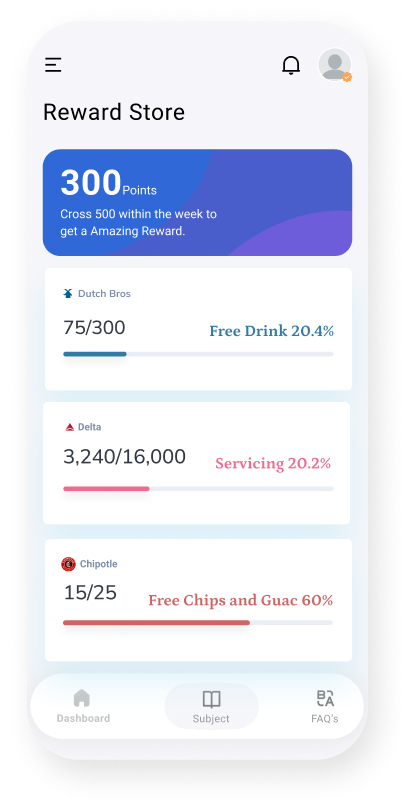 Reward Store
300 Points
Cross 500 within the week to
get a Amazing Reward.
Dutch Bros
75/300
Free Drink 20.4%
Delta
3,240/16,000
Servicing 20.2%
Chipotle
15/25
Free Chips and Guac 60%
Dashboard
Subject
FAQ's